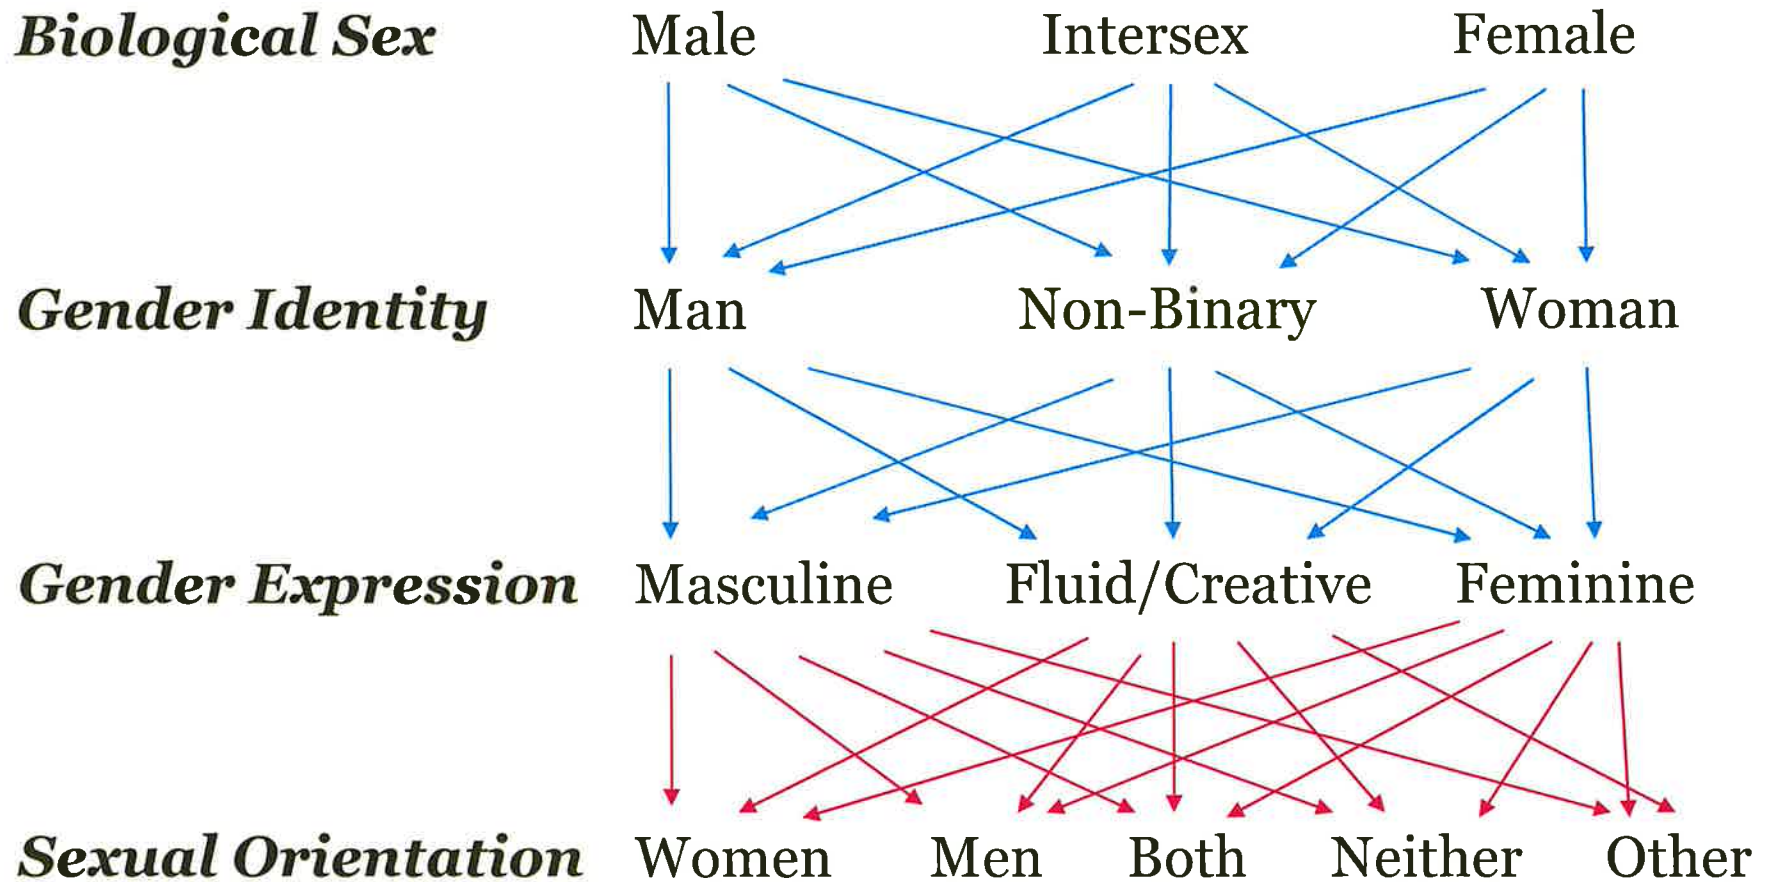 Biological Sex Male Intersex Female
Gender Identity Man Non-Binary Woman
Gender Expression Masculine Fluid/Creative Feminine
Sexual Orientation Women Men Both Neither Other